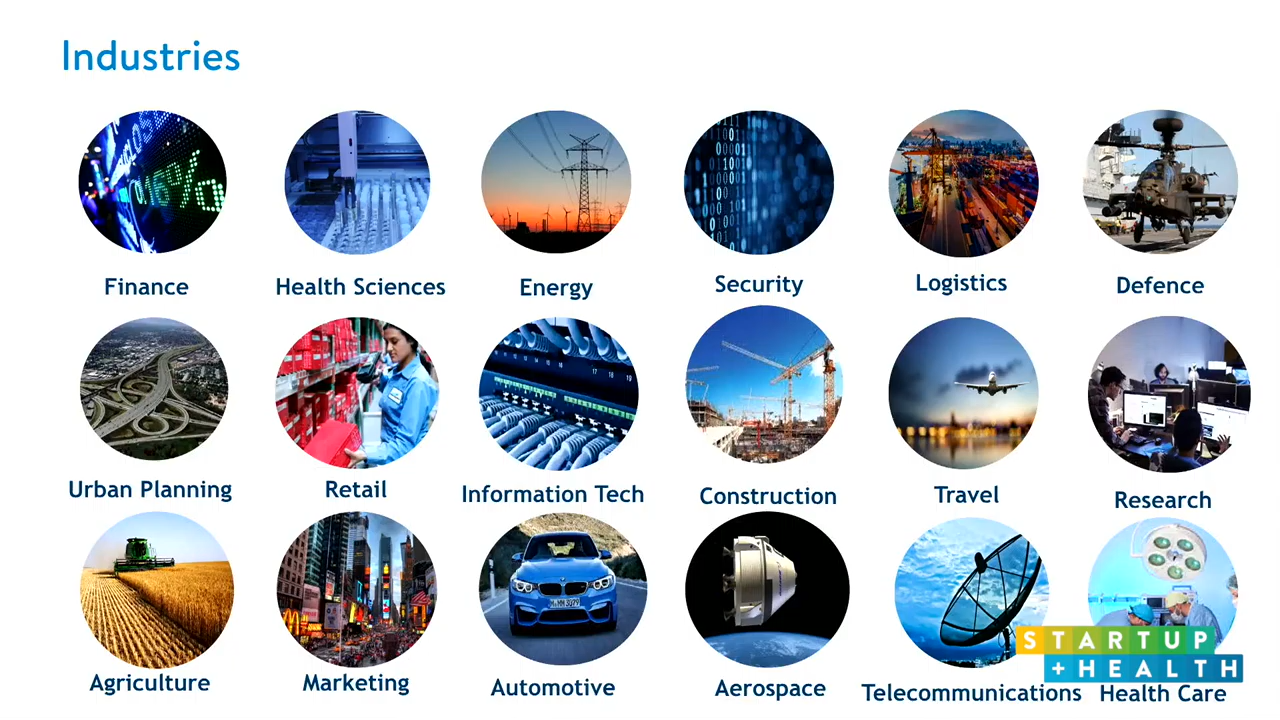 Industries
Finance
Health Sciences
Energy
Security
Logistics
Defence
Urban Planning
Retail
Information Tech
Construction
Travel
Research
Agriculture
Marketing
Automotive
Aerospace
Telecommunications
Health Care
STARTUP
+HEALTH